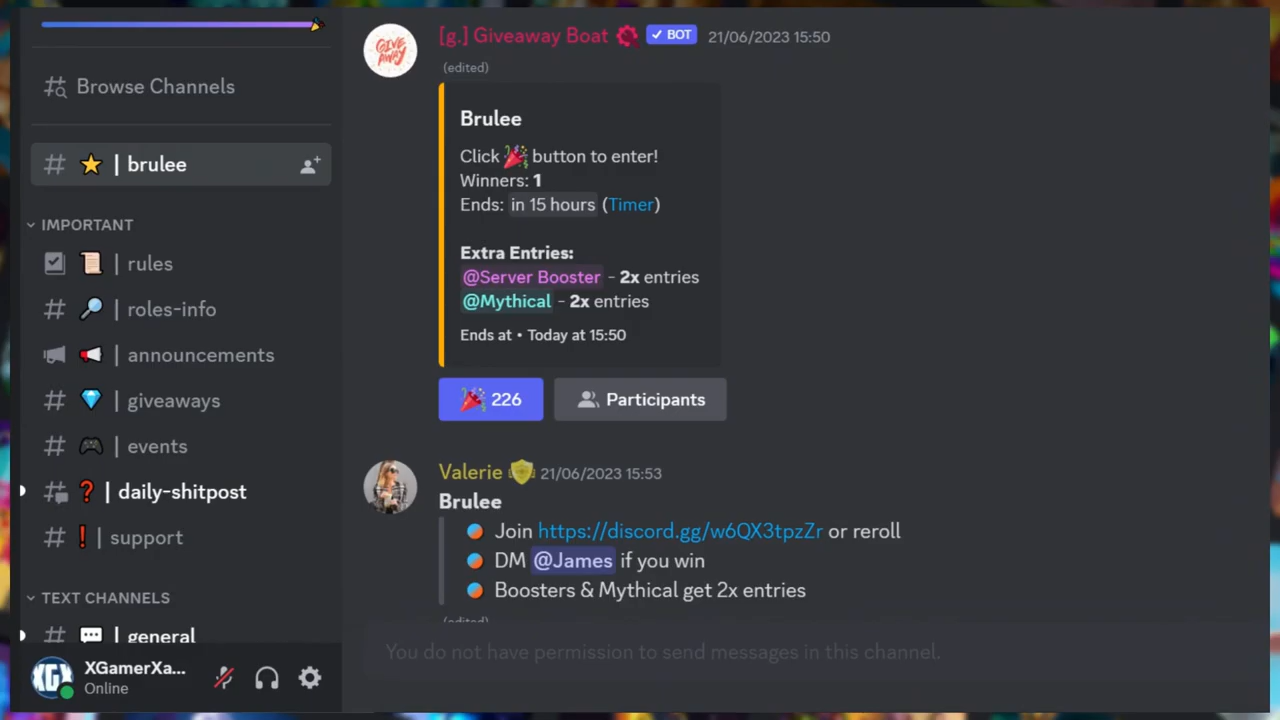 Browse Channels
| brulee
IMPORTANT
| rules
| roles-info
| announcements
| giveaways
| events
| daily-shitpost
| support
TEXT CHANNELS
| general
XGX
XGamerXa...
Online
GIVE
AWAY
[g.] Giveaway Boat ✓ BOT 21/06/2023 15:50
(edited)
Brulee
Click 🎉 button to enter!
Winners: 1
Ends: in 15 hours (Timer)
Extra Entries:
@Server Booster - 2x entries
@Mythical - 2x entries
Ends at • Today at 15:50
🎉 226
Participants
Valerie 21/06/2023 15:53
Brulee
Join https://discord.gg/w6QX3tpzZr or reroll
DM @James if you win
Boosters & Mythical get 2x entries
(edited)
You do not have permission to send messages in this channel.